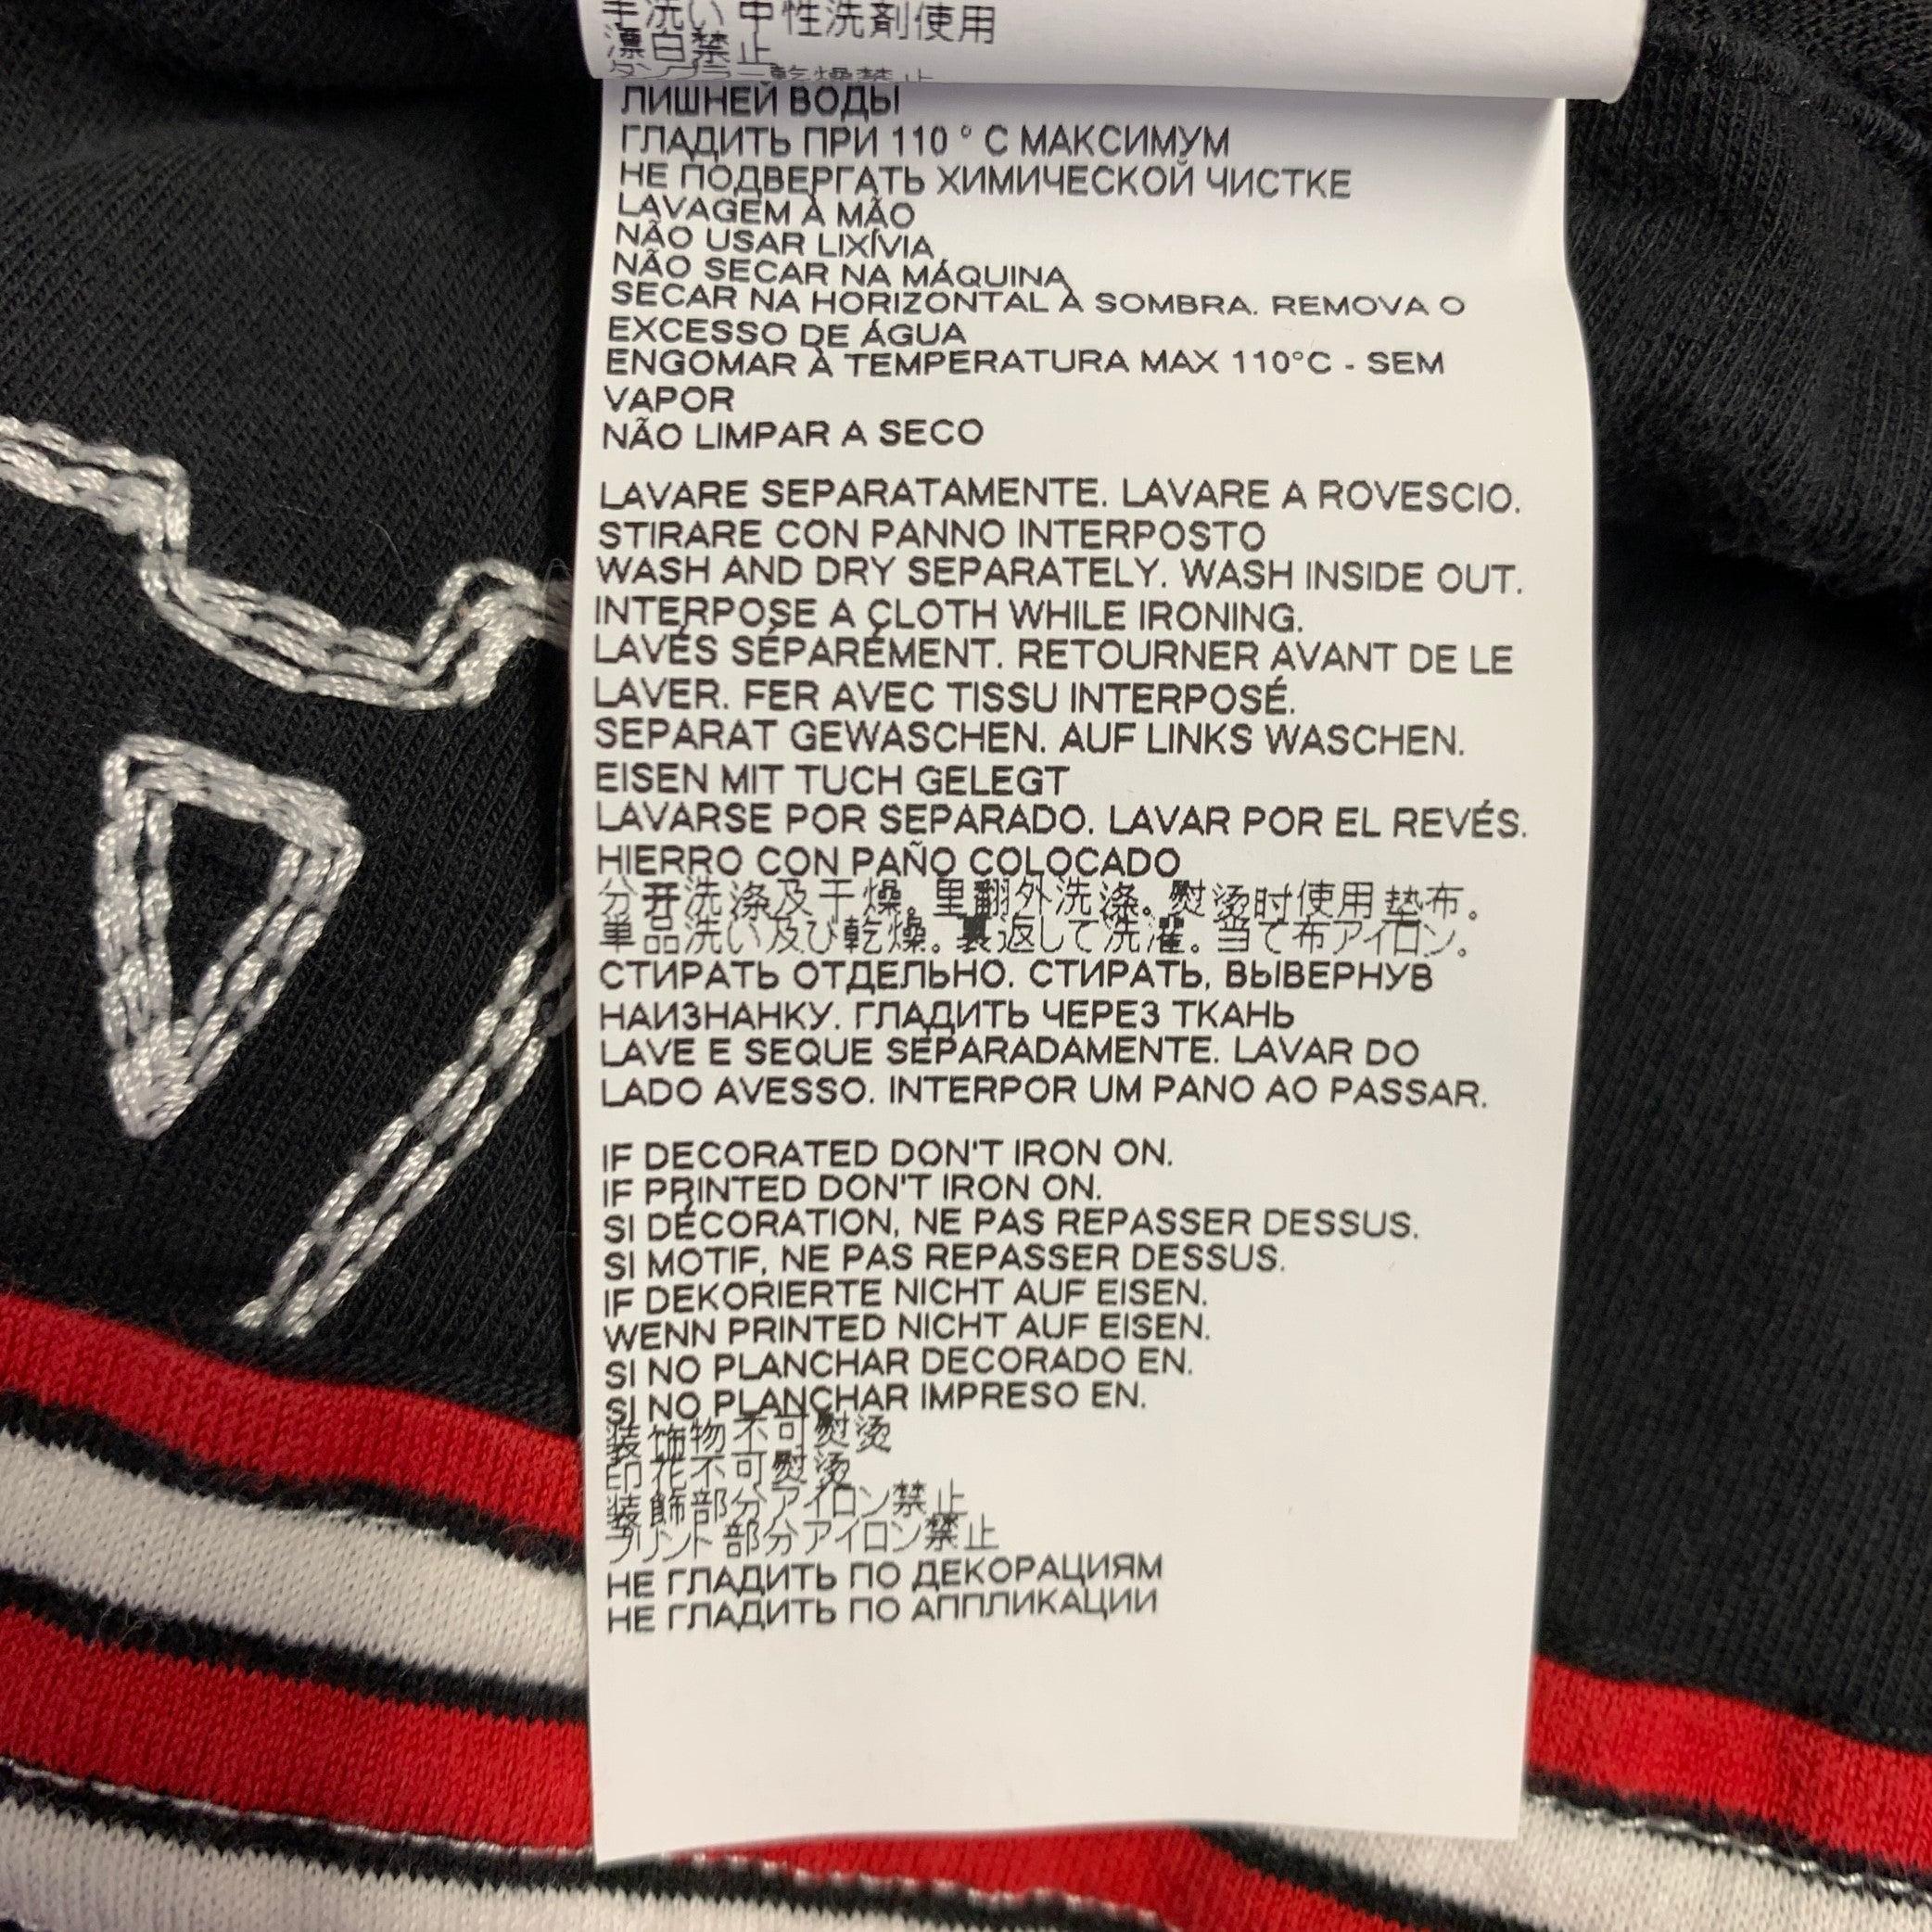 手洗い 中性洗剤使用
漂白禁止
タンブラー乾燥禁止
ЛИШНЕЙ ВОДЫ
ГЛАДИТЬ ПРИ 110 ° С МАКСИМУМ
НЕ ПОДВЕРГАТЬ ХИМИЧЕСКОЙ ЧИСТКЕ
LAVAGEM À MÃO
NÃO USAR LIXÍVIA
NÃO SECAR NA MÁQUINA
SECAR NA HORIZONTAL À SOMBRA. REMOVA O
EXCESSO DE ÁGUA
ENGOMAR À TEMPERATURA MAX 110°C - SEM
VAPOR
NÃO LIMPAR A SECO
LAVARE SEPARATAMENTE. LAVARE A ROVESCIO.
STIRARE CON PANNO INTERPOSTO
WASH AND DRY SEPARATELY. WASH INSIDE OUT.
INTERPOSE A CLOTH WHILE IRONING.
LAVÉS SÉPARÉMENT. RETOURNER AVANT DE LE
LAVER. FER AVEC TISSU INTERPOSÉ.
SEPARAT GEWASCHEN. AUF LINKS WASCHEN.
EISEN MIT TUCH GELEGT
LAVARSE POR SEPARADO. LAVAR POR EL REVÉS.
HIERRO CON PAÑO COLOCADO
分开洗涤及干燥。里翻外洗涤。熨烫时使用垫布。
単品洗い及び乾燥。裏返して洗濯。当て布アイロン。
СТИРАТЬ ОТДЕЛЬНО. СТИРАТЬ, ВЫВЕРНУВ
НАИЗНАНКУ. ГЛАДИТЬ ЧЕРЕЗ ТКАНЬ
LAVE E SEQUE SEPARADAMENTE. LAVAR DO
LADO AVESSO. INTERPOR UM PANO AO PASSAR.
IF DECORATED DON'T IRON ON.
IF PRINTED DON'T IRON ON.
SI DÉCORATION, NE PAS REPASSER DESSUS.
SI MOTIF, NE PAS REPASSER DESSUS.
IF DEKORIERTE NICHT AUF EISEN.
WENN PRINTED NICHT AUF EISEN.
SI NO PLANCHAR DECORADO EN.
SI NO PLANCHAR IMPRESO EN.
装饰物不可熨烫
印花不可熨烫
装飾部分アイロン禁止
プリント部分アイロン禁止
НЕ ГЛАДИТЬ ПО ДЕКОРАЦИЯМ
НЕ ГЛАДИТЬ ПО АППЛИКАЦИИ